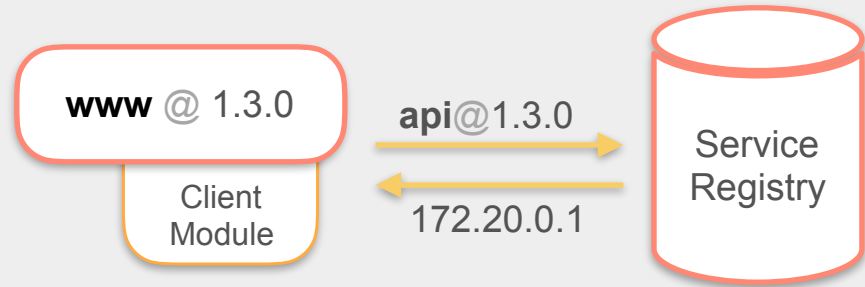 www @ 1.3.0
Client
Module
api@1.3.0
172.20.0.1
Service
Registry